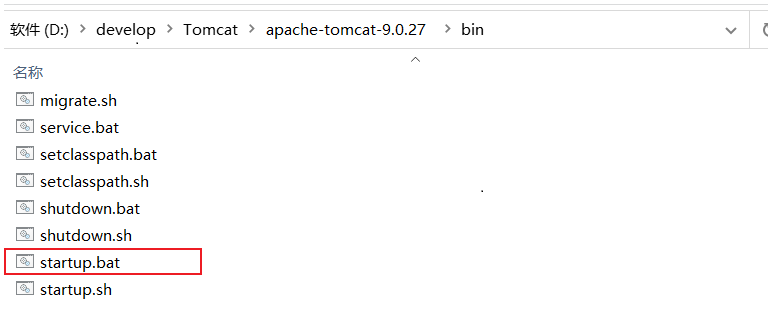 软件 (D:) > develop > Tomcat > apache-tomcat-9.0.27 > bin
名称
migrate.sh
service.bat
setclasspath.bat
setclasspath.sh
shutdown.bat
shutdown.sh
startup.bat
startup.sh